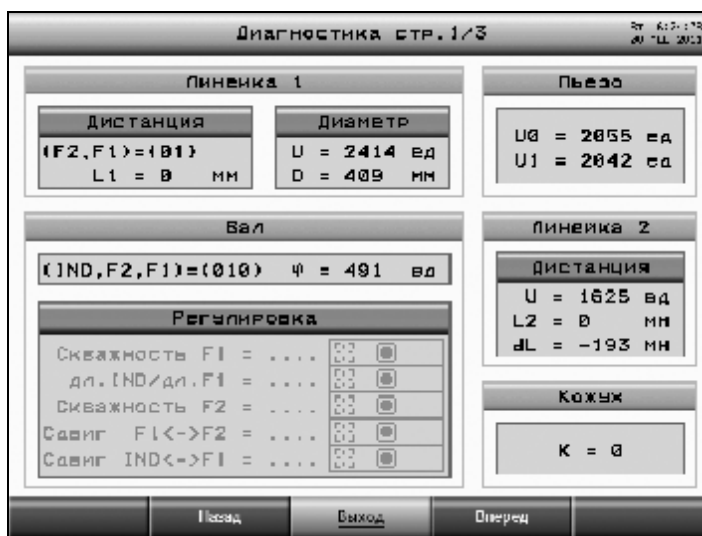 Диагностика стр.1/3
Линейка 1
Дистанция
(F2,F1)=(01)
L1 = 0 мм
Диаметр
U = 2414 ед
D = 409 мм
Пьезо
U0 = 2055 ед
U1 = 2042 ед
Вал
(IND,F2,F1)=(010) φ = 491 ед
Регулировка
Скважность F1 = ....
дл.IND/дл.F1 = ....
Скважность F2 = ....
Сдвиг F1<->F2 = ....
Сдвиг IND<->F1 = ....
Линейка 2
Дистанция
U = 1625 ед
L2 = 0 мм
dL = -193 мм
Кожух
K = 0
Назад
Выход
Вперед